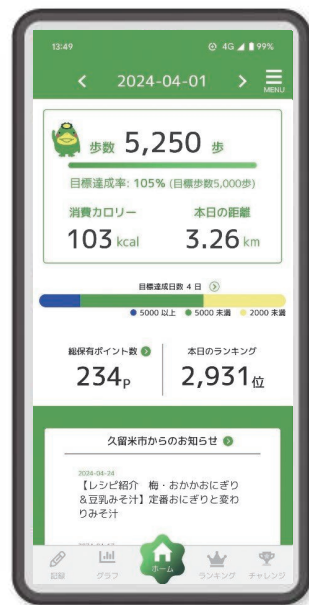 13:49
4G 99%
< 2024-04-01 >
MENU
歩数 5,250 歩
目標達成率: 105% (目標歩数5,000歩)
消費カロリー 本日の距離
103 kcal 3.26 km
目標達成日数 4 日
5000 以上 5000 未満 2000 未満
総保有ポイント数 本日のランキング
234P 2,931位
久留米市からのお知らせ
2024-04-24
【レシピ紹介 梅・おかかおにぎり
&豆乳みそ汁】定番おにぎりと変わ
りみそ汁
記録 グラフ ホーム ランキング チャレンジ